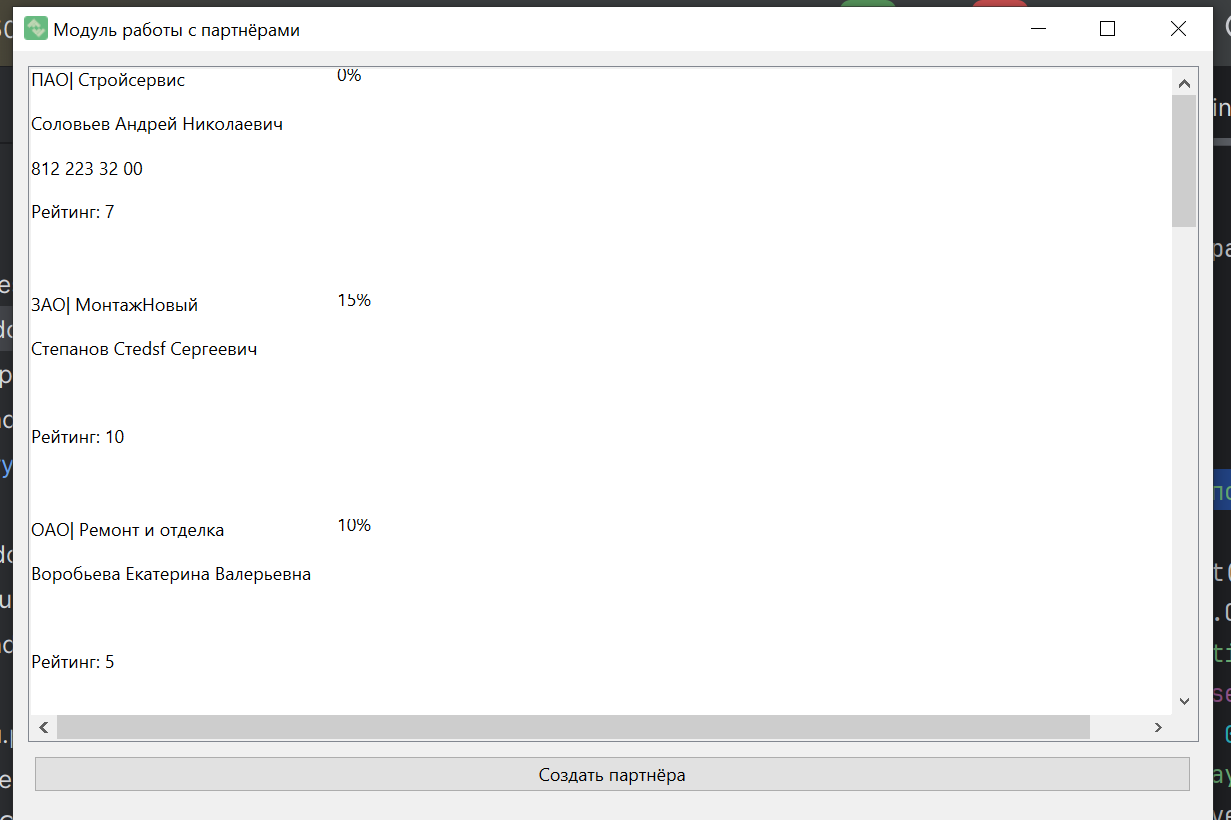 Модуль работы с партнёрами
ПАО| Стройсервис 0%
Соловьев Андрей Николаевич
812 223 32 00
Рейтинг: 7
ЗАО| МонтажНовый 15%
Степанов Стedsf Сергеевич
Рейтинг: 10
ОАО| Ремонт и отделка 10%
Воробьева Екатерина Валерьевна
Рейтинг: 5
Создать партнёра